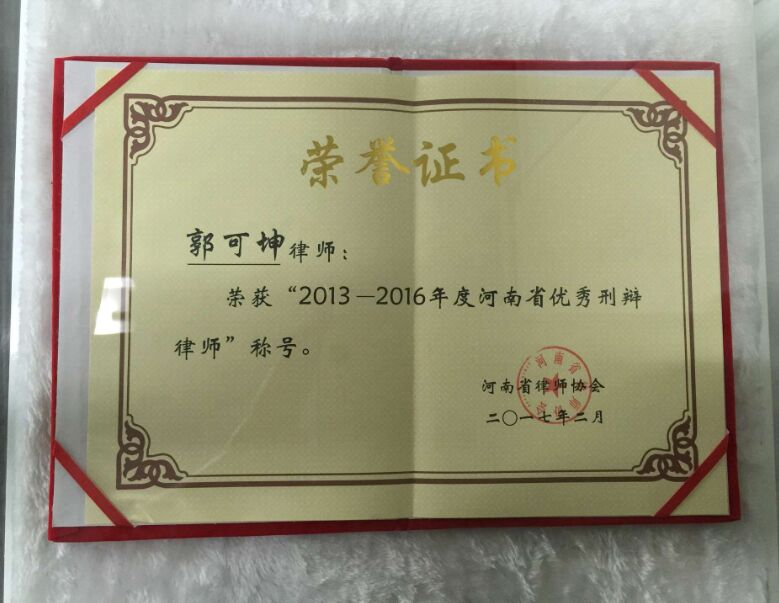 荣誉证书
郭可坤律师：
荣获“2013—2016年度河南省优秀刑辩
律师”称号。
河南省律师协会
二〇一七年二月